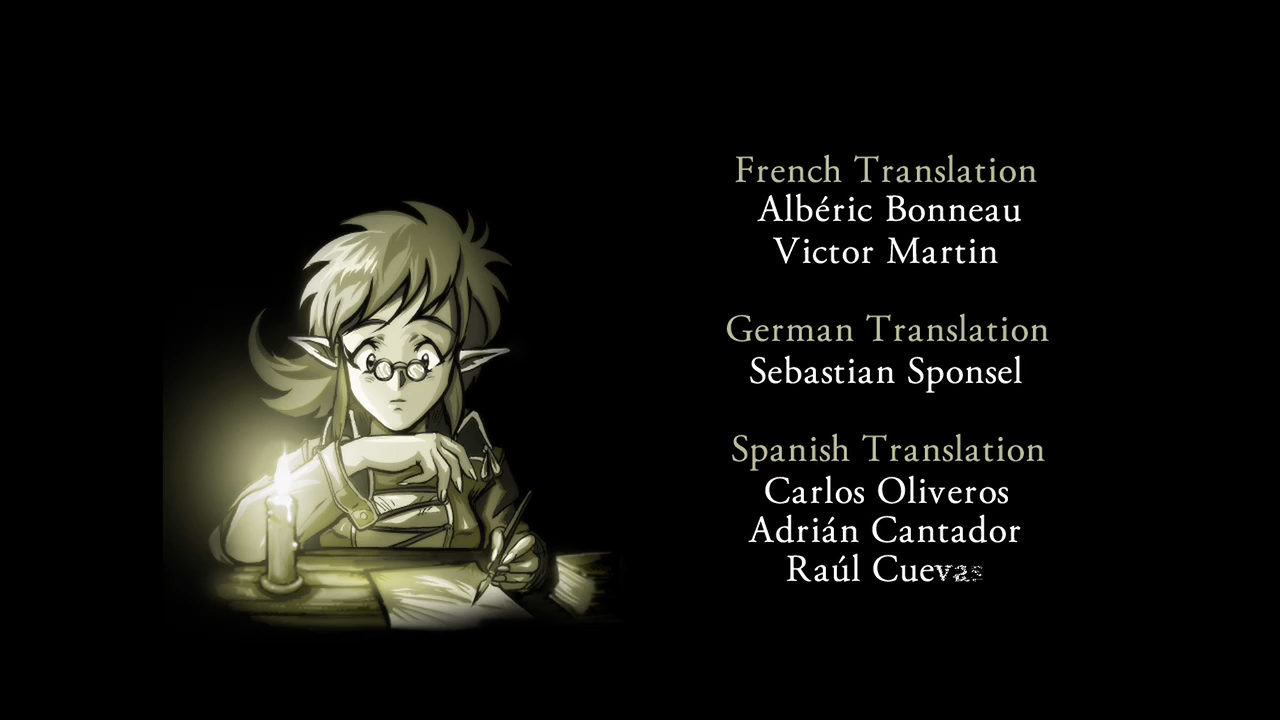 French Translation
Albéric Bonneau
Victor Martin
German Translation
Sebastian Sponsel
Spanish Translation
Carlos Oliveros
Adrián Cantador
Raúl Cuevas